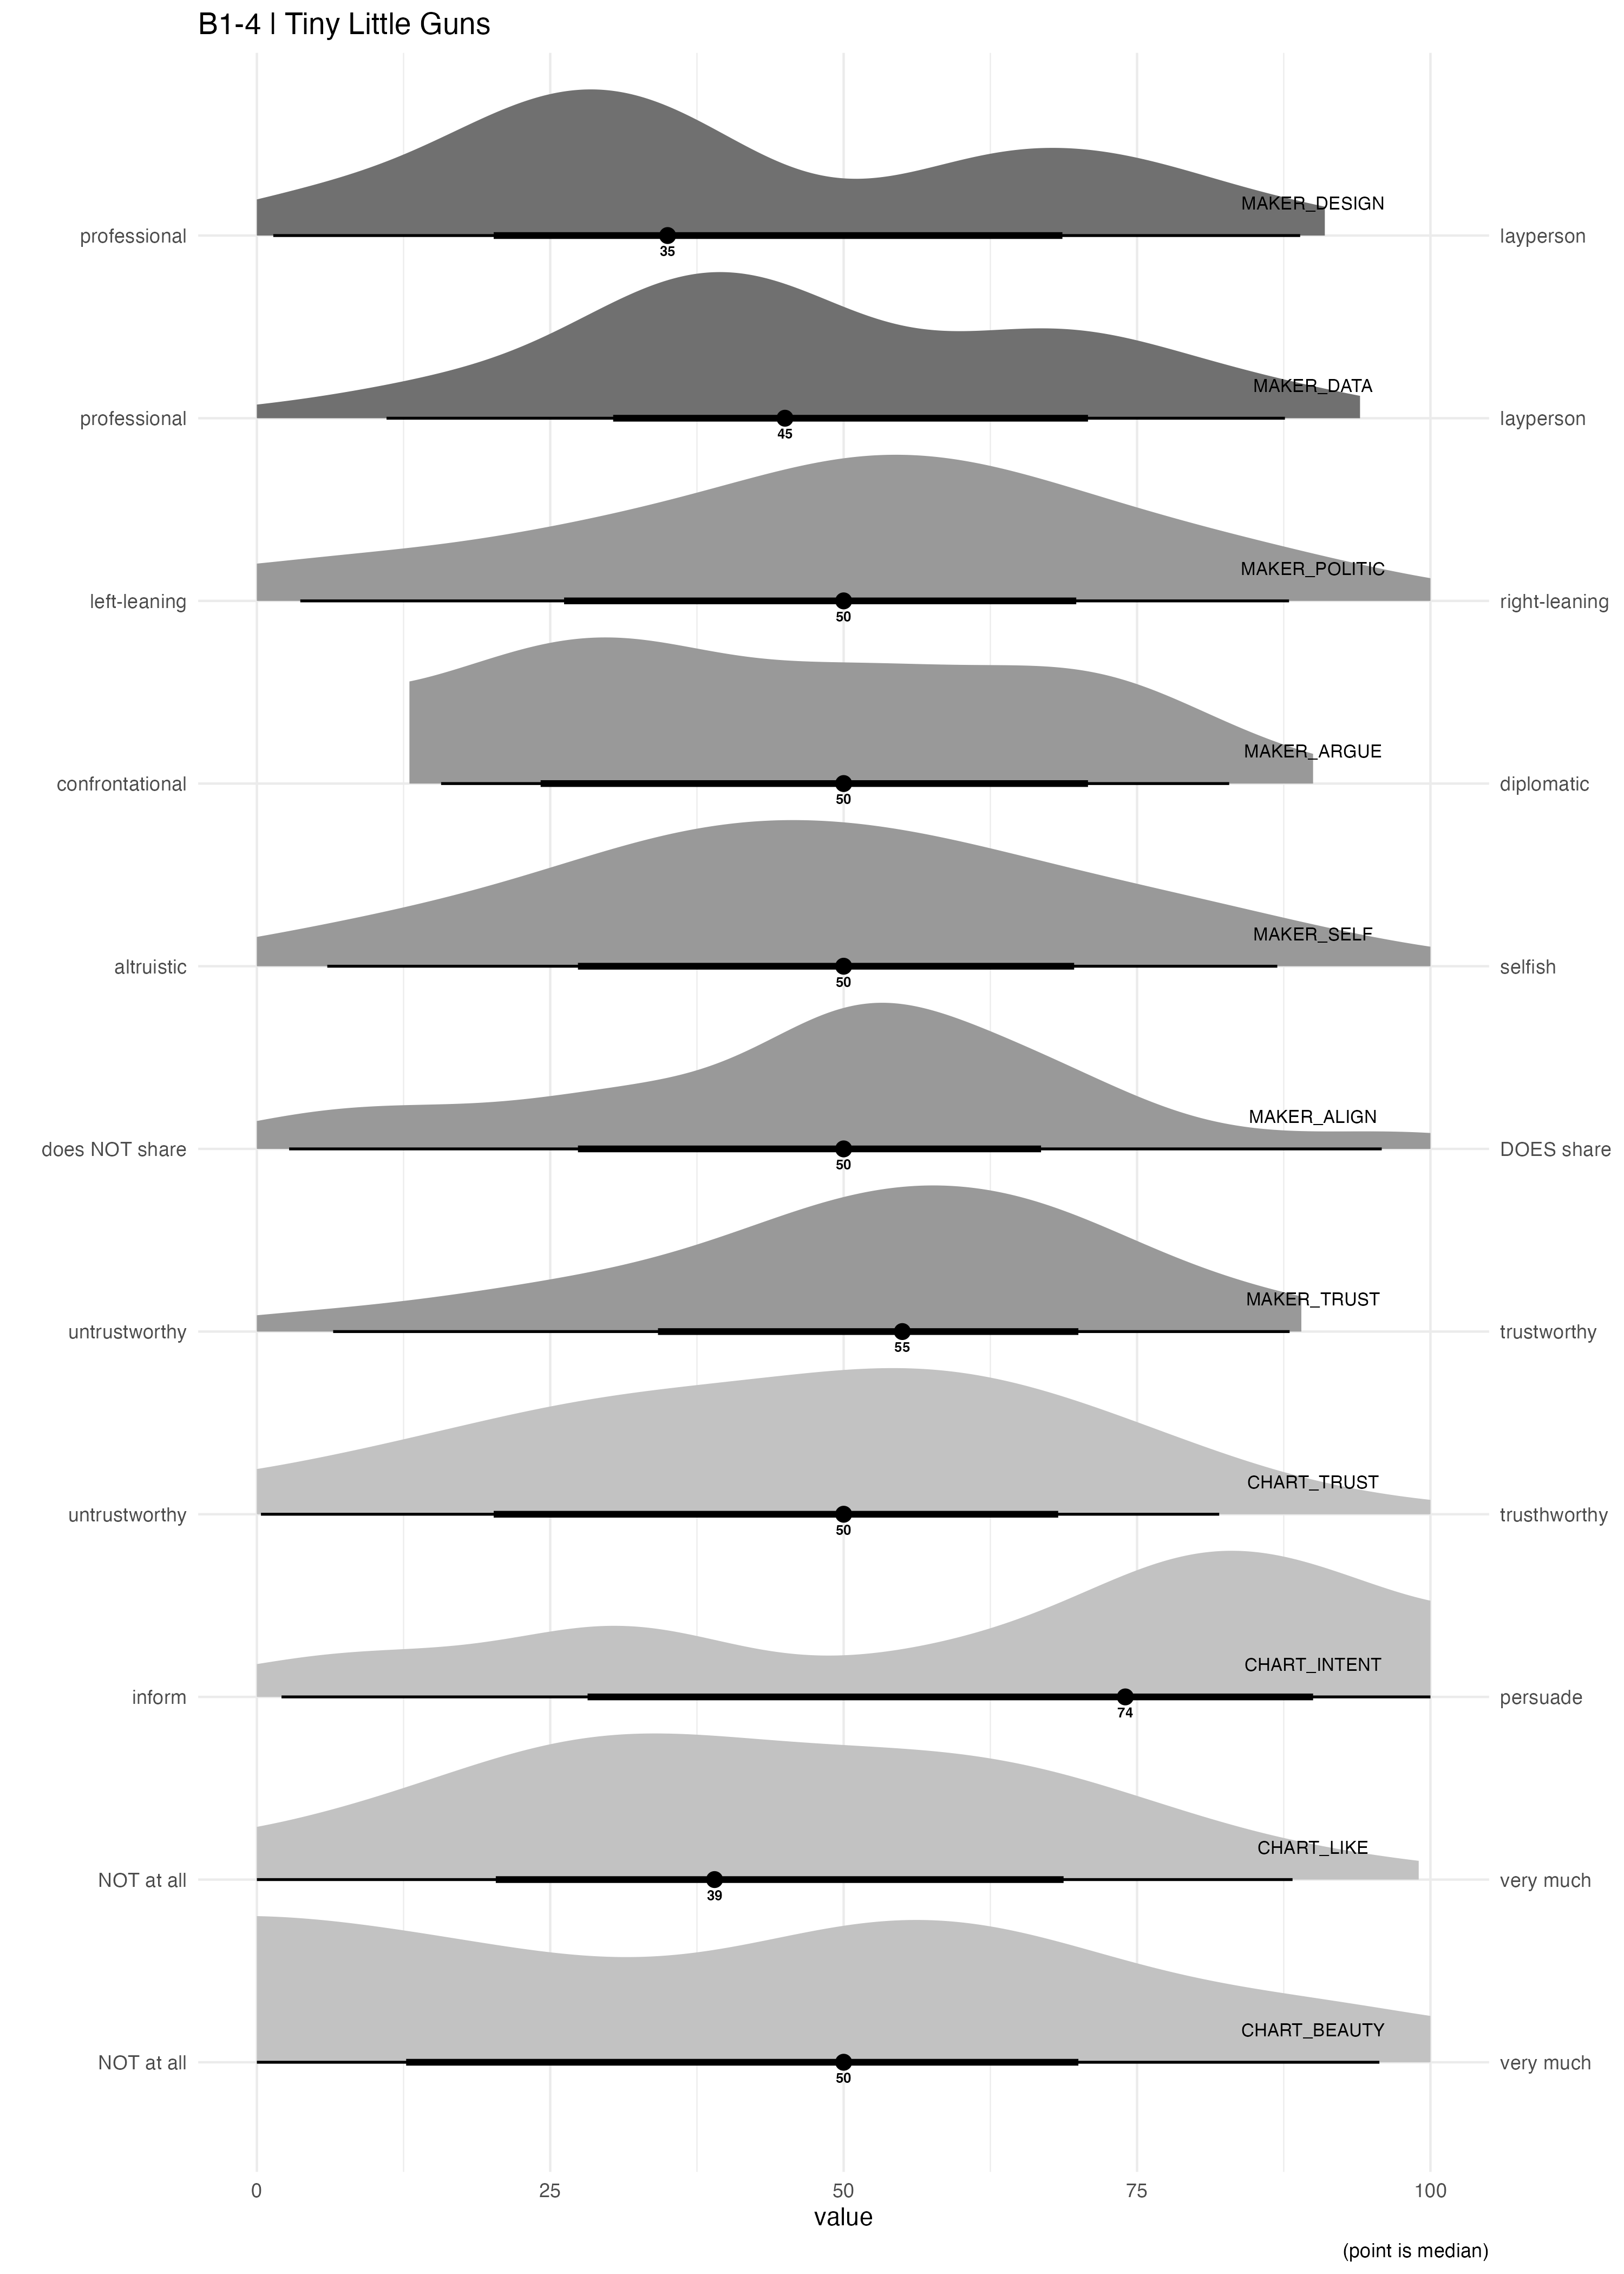 B1-4 | Tiny Little Guns
MAKER_DESIGN
professional
layperson
35
MAKER_DATA
professional
layperson
45
MAKER_POLITIC
left-leaning
right-leaning
50
MAKER_ARGUE
confrontational
diplomatic
50
MAKER_SELF
altruistic
selfish
50
MAKER_ALIGN
does NOT share
DOES share
50
MAKER_TRUST
untrustworthy
trustworthy
55
CHART_TRUST
untrustworthy
trusthworthy
50
CHART_INTENT
inform
persuade
74
CHART_LIKE
NOT at all
very much
39
CHART_BEAUTY
NOT at all
very much
50
0 25 50 75 100
value
(point is median)